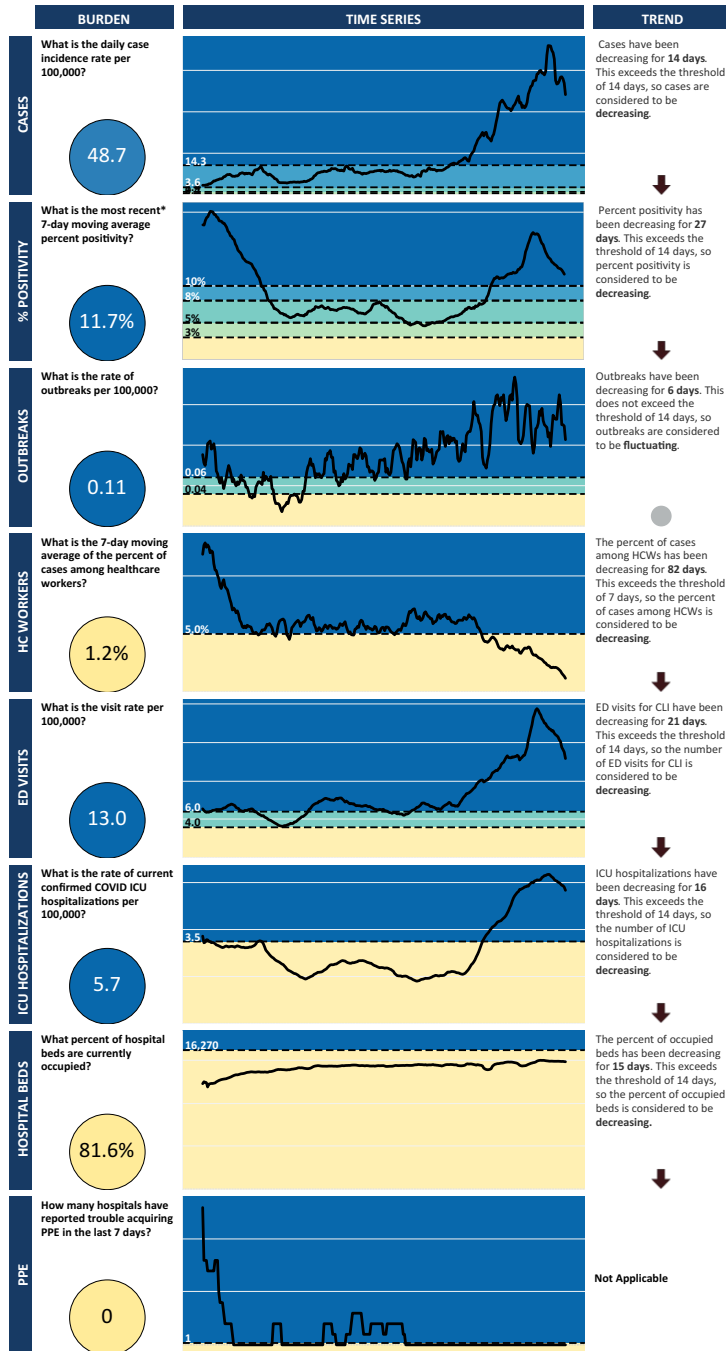 BURDEN
TIME SERIES
TREND
CASES
What is the daily case
incidence rate per
100,000?
48.7
14.3
3.6
Cases have been
decreasing for 14 days.
This exceeds the threshold
of 14 days, so cases are
considered to be
decreasing.
% POSITIVITY
What is the most recent*
7-day moving average
percent positivity?
11.7%
10%
8%
5%
3%
Percent positivity has
been decreasing for 27
days. This exceeds the
threshold of 14 days, so
percent positivity is
considered to be
decreasing.
OUTBREAKS
What is the rate of
outbreaks per 100,000?
0.11
0.06
0.04
Outbreaks have been
decreasing for 6 days. This
does not exceed the
threshold of 14 days, so
outbreaks are considered
to be fluctuating.
HC WORKERS
What is the 7-day moving
average of the percent of
cases among healthcare
workers?
1.2%
5.0%
The percent of cases
among HCWs has been
decreasing for 82 days.
This exceeds the threshold
of 7 days, so the percent
of cases among HCWs is
considered to be
decreasing.
ED VISITS
What is the visit rate per
100,000?
13.0
6.0
4.0
ED visits for CLI have been
decreasing for 21 days.
This exceeds the threshold
of 14 days, so the number
of ED visits for CLI is
considered to be
decreasing.
ICU HOSPITALIZATIONS
What is the rate of current
confirmed COVID ICU
hospitalizations per
100,000?
5.7
3.5
ICU hospitalizations have
been decreasing for 16
days. This exceeds the
threshold of 14 days, so
the number of ICU
hospitalizations is
considered to be
decreasing.
HOSPITAL BEDS
What percent of hospital
beds are currently
occupied?
81.6%
16,270
The percent of occupied
beds has been decreasing
for 15 days. This exceeds
the threshold of 14 days,
so the percent of occupied
beds is considered to be
decreasing.
PPE
How many hospitals have
reported trouble acquiring
PPE in the last 7 days?
0
1
Not Applicable